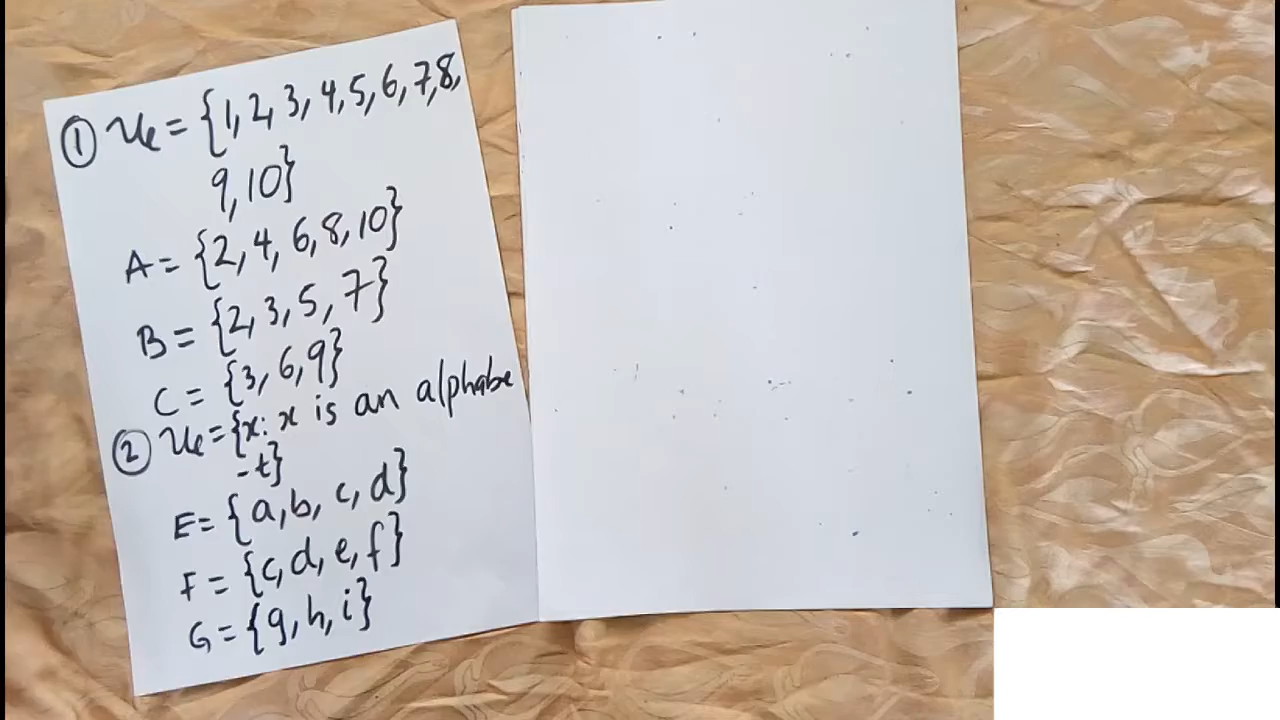 ① U = {1, 2, 3, 4, 5, 6, 7, 8,
9, 10}
A = {2, 4, 6, 8, 10}
B = {2, 3, 5, 7}
C = {3, 6, 9}
② U = {x: x is an alphabe
-t}
E = {a, b, c, d}
F = {c, d, e, f}
G = {g, h, i}